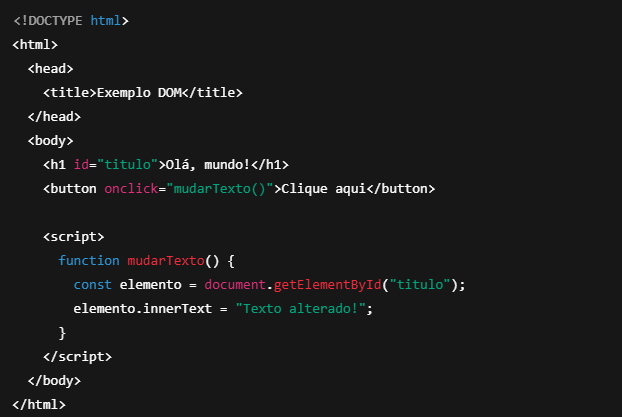 <!DOCTYPE html>
<html>
  <head>
    <title>Exemplo DOM</title>
  </head>
  <body>
    <h1 id="titulo">Olá, mundo!</h1>
    <button onclick="mudarTexto()">Clique aqui</button>

    <script>
      function mudarTexto() {
        const elemento = document.getElementById("titulo");
        elemento.innerText = "Texto alterado!";
      }
    </script>
  </body>
</html>